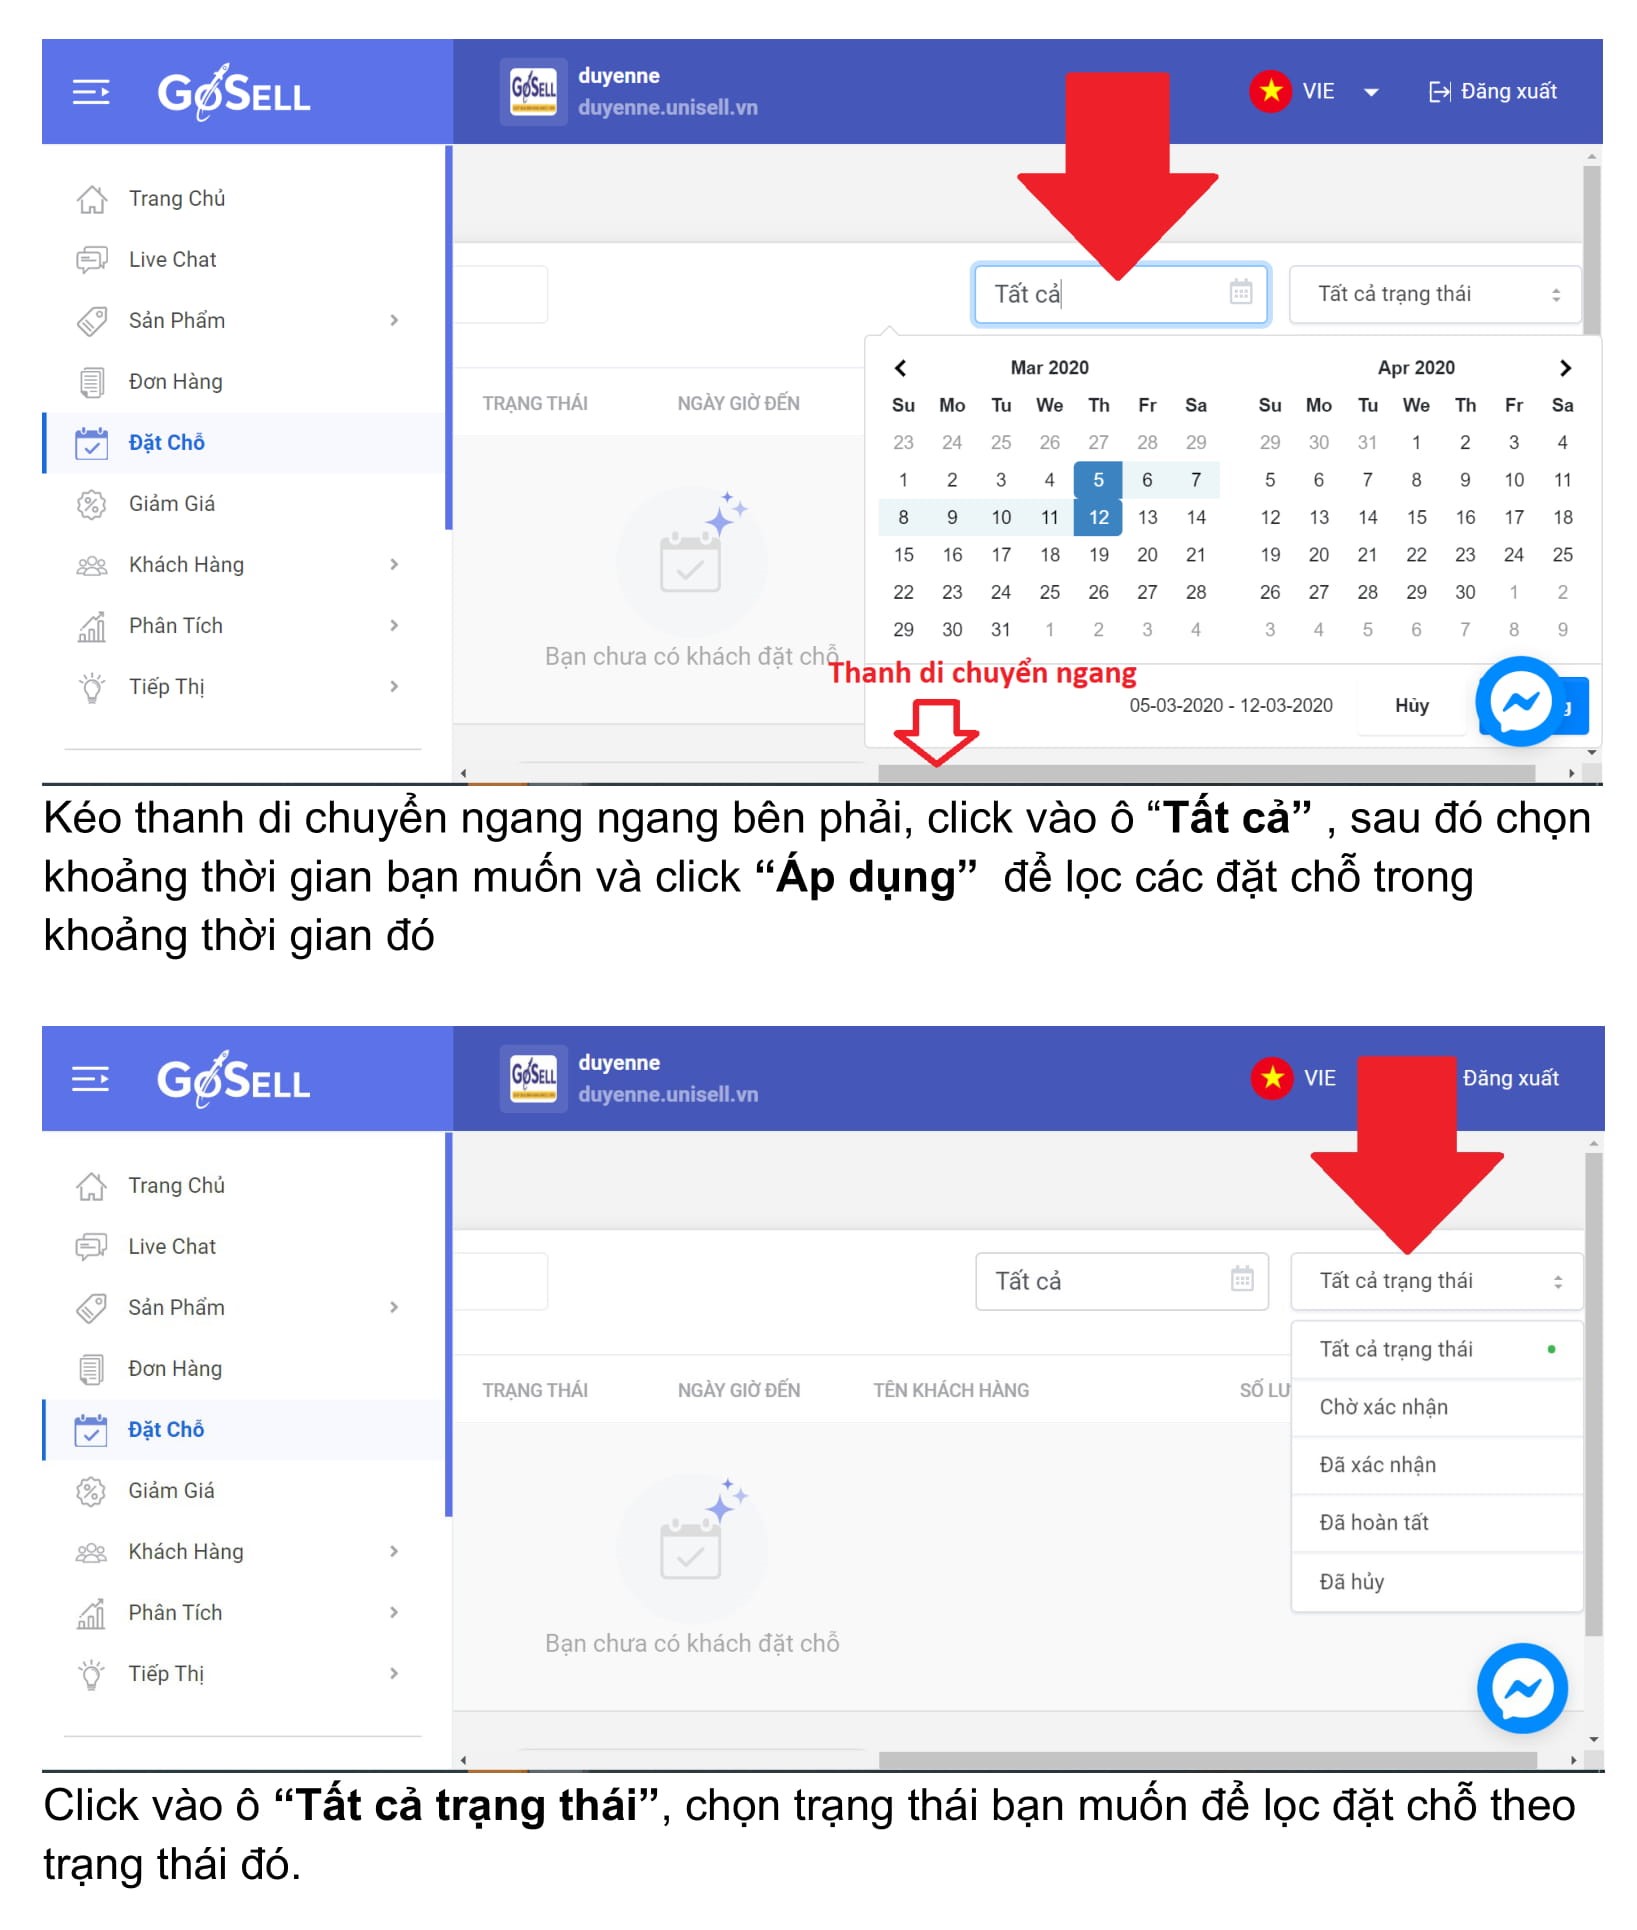 GoSELL
duyenne
duyenne.unisell.vn
VIE
Đăng xuất
Trang Chủ
Live Chat
Sản Phẩm
Đơn Hàng
Đặt Chỗ
Giảm Giá
Khách Hàng
Phân Tích
Tiếp Thị
Tất cả
Tất cả trạng thái
TRẠNG THÁI NGÀY GIỜ ĐẾN
Bạn chưa có khách đặt chỗ
Mar 2020
Su Mo Tu We Th Fr Sa
23 24 25 26 27 28 29
1 2 3 4 5 6 7
8 9 10 11 12 13 14
15 16 17 18 19 20 21
22 23 24 25 26 27 28
29 30 31 1 2 3 4
Apr 2020
Su Mo Tu We Th Fr Sa
29 30 31 1 2 3 4
5 6 7 8 9 10 11
12 13 14 15 16 17 18
19 20 21 22 23 24 25
26 27 28 29 30 1 2
3 4 5 6 7 8 9
Thanh di chuyển ngang
05-03-2020 - 12-03-2020
Hủy
Kéo thanh di chuyển ngang ngang bên phải, click vào ô “Tất cả” , sau đó chọn
khoảng thời gian bạn muốn và click “Áp dụng” để lọc các đặt chỗ trong
khoảng thời gian đó
GoSELL
duyenne
duyenne.unisell.vn
VIE
Đăng xuất
Trang Chủ
Live Chat
Sản Phẩm
Đơn Hàng
Đặt Chỗ
Giảm Giá
Khách Hàng
Phân Tích
Tiếp Thị
Tất cả
Tất cả trạng thái
Tất cả trạng thái
Chờ xác nhận
Đã xác nhận
Đã hoàn tất
Đã hủy
TRẠNG THÁI NGÀY GIỜ ĐẾN TÊN KHÁCH HÀNG SỐ LƯ
Bạn chưa có khách đặt chỗ
Click vào ô “Tất cả trạng thái”, chọn trạng thái bạn muốn để lọc đặt chỗ theo
trạng thái đó.